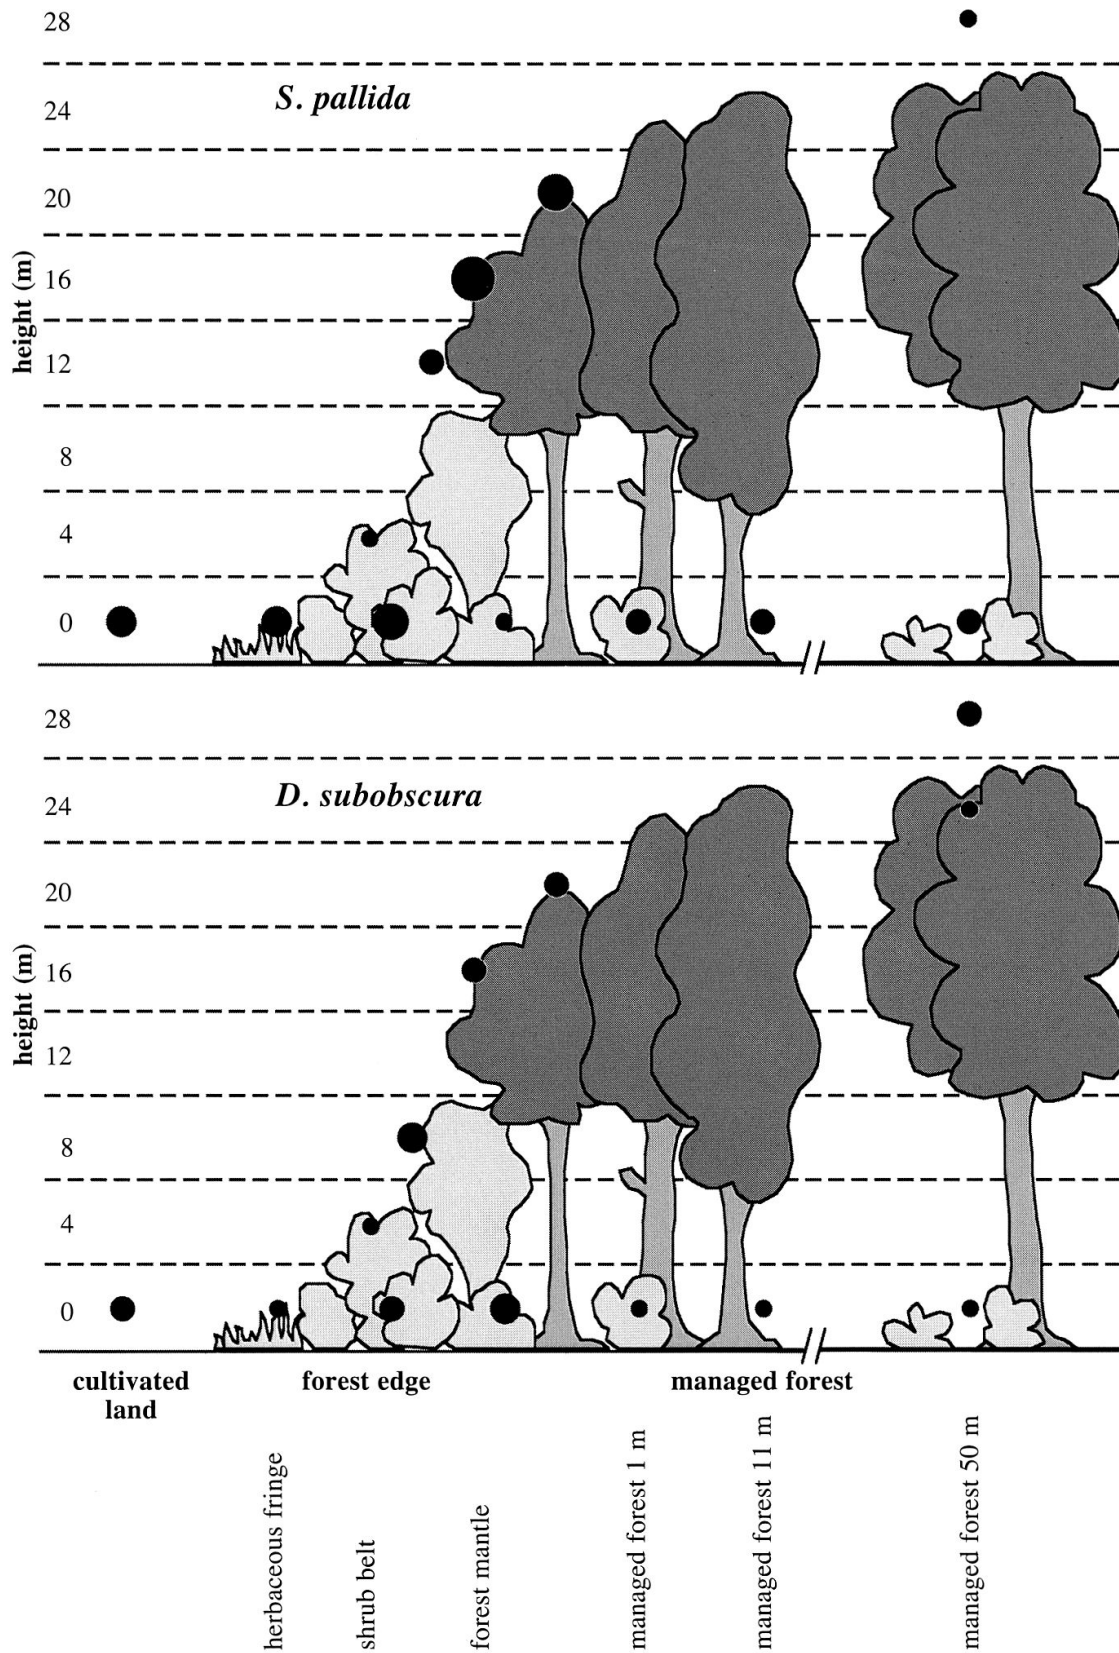 28
S. pallida
24
20
16
12
8
4
0
height (m)
28
D. subobscura
24
20
16
12
8
4
0
height (m)
cultivated
land
forest edge
managed forest
herbaceous fringe
shrub belt
forest mantle
managed forest 1 m
managed forest 11 m
managed forest 50 m